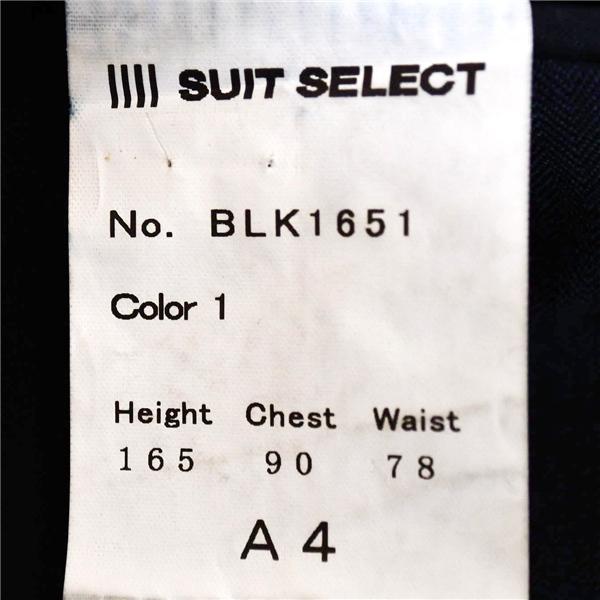 SUIT SELECT
No. BLK1651
Color 1
Height Chest Waist
165 90 78
A4